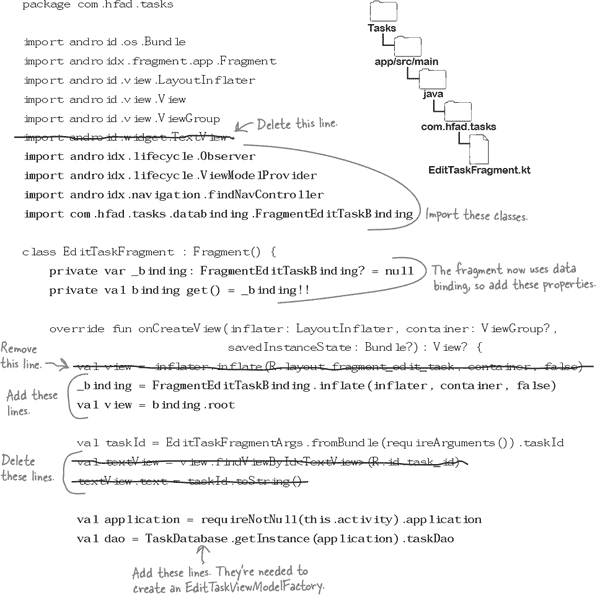 package com.hfad.tasks
Tasks
app/src/main
java
com.hfad.tasks
EditTaskFragment.kt
import android.os.Bundle
import androidx.fragment.app.Fragment
import android.view.LayoutInflater
import android.view.View
import android.view.ViewGroup
import android.widget.TextView
Delete this line.
import androidx.lifecycle.Observer
import androidx.lifecycle.ViewModelProvider
import androidx.navigation.findNavController
import com.hfad.tasks.databinding.FragmentEditTaskBinding
Import these classes.
class EditTaskFragment : Fragment() {
private var _binding: FragmentEditTaskBinding? = null
private val binding get() = _binding!!
The fragment now uses data
binding, so add these properties.
override fun onCreateView(inflater: LayoutInflater, container: ViewGroup?,
savedInstanceState: Bundle?): View? {
Remove
this line.
val view = inflater.inflate(R.layout.fragment_edit_task, container, false)
Add these
lines.
_binding = FragmentEditTaskBinding.inflate(inflater, container, false)
val view = binding.root
val taskId = EditTaskFragmentArgs.fromBundle(requireArguments()).taskId
Delete
these lines.
val textView = view.findViewById<TextView>(R.id.task_id)
textView.text = taskId.toString()
val application = requireNotNull(this.activity).application
val dao = TaskDatabase.getInstance(application).taskDao
Add these lines. They're needed to
create an EditTaskViewModelFactory.